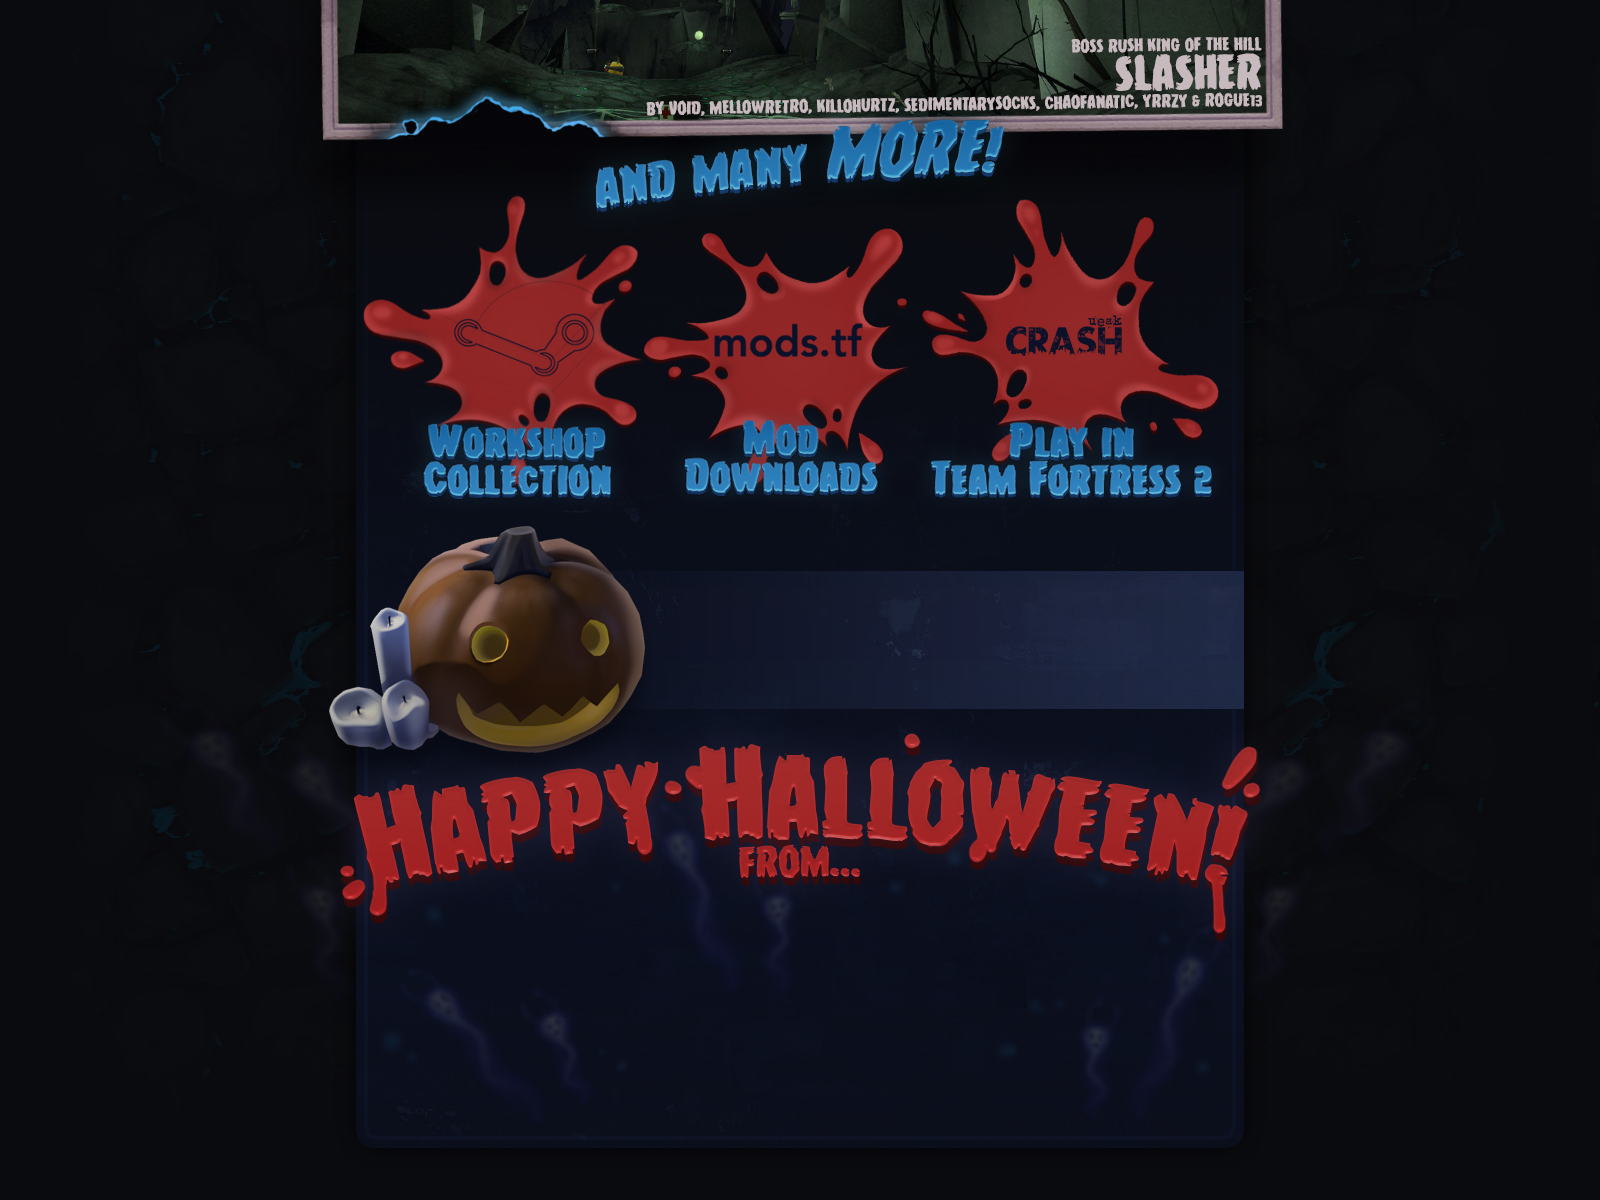 BOSS RUSH KING OF THE HILL
SLASHER
BY VOID, MELLOWRETRO, KILLOHURTZ, SEDIMENTARYSOCKS, CHAOFANATIC, YRRZY & ROGUE13
AND MANY MORE!
mods.tf
ueak
CRASH
WORKSHOP
COLLECTION
MOD
DOWNLOADS
PLAY IN
TEAM FORTRESS 2
HAPPY HALLOWEEN!
FROM...